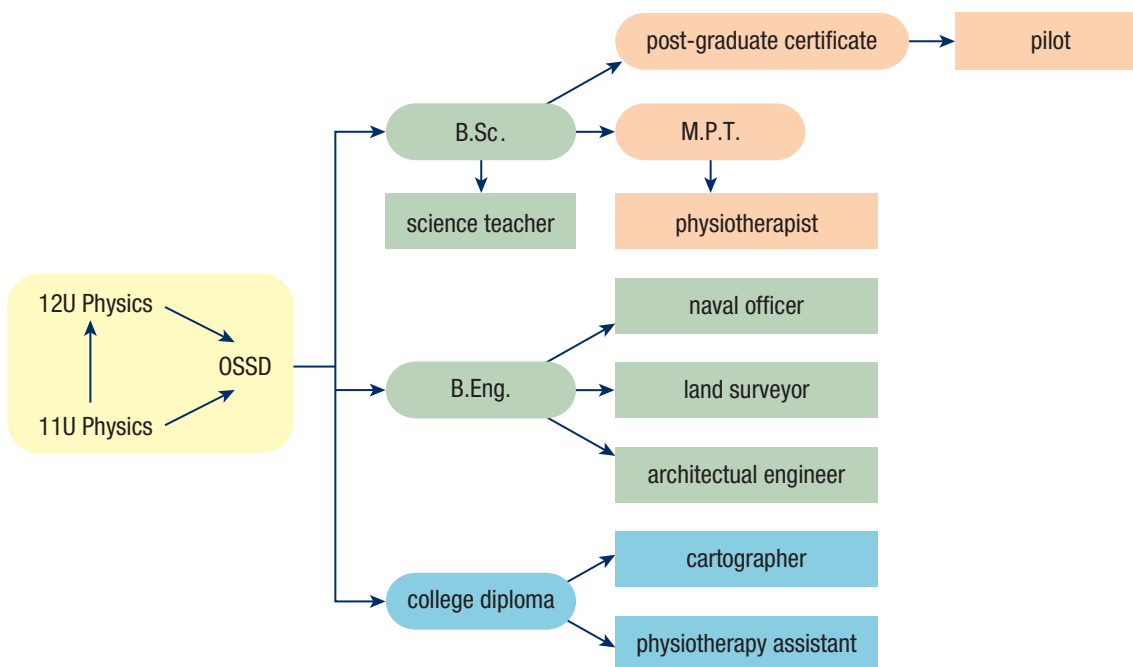 post-graduate certificate
pilot
B.Sc.
M.P.T.
science teacher
physiotherapist
12U Physics
OSSD
11U Physics
naval officer
B.Eng.
land surveyor
architectual engineer
cartographer
college diploma
physiotherapy assistant